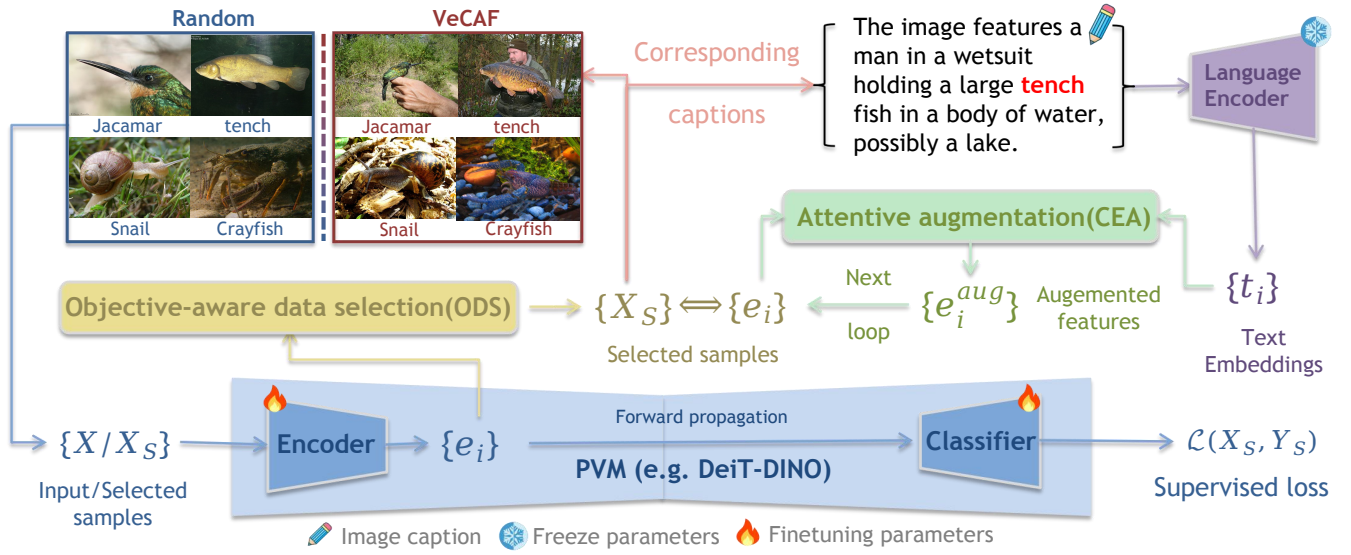 Random
VeCAF
Jacamar
tench
Snail
Crayfish
Jacamar
tench
Snail
Crayfish
Corresponding
captions
The image features a
man in a wetsuit
holding a large tench
fish in a body of water,
possibly a lake.
Language
Encoder
Attentive augmentation(CEA)
Objective-aware data selection(ODS)
{X_S} ⟺ {e_i}
Selected samples
Next
loop
{e_i^{aug}}
Augemented
features
{t_i}
Text
Embeddings
{X/X_S}
Input/Selected
samples
Encoder
{e_i}
Forward propagation
PVM (e.g. DeiT-DINO)
Classifier
ℒ(X_S, Y_S)
Supervised loss
Image caption
Freeze parameters
Finetuning parameters